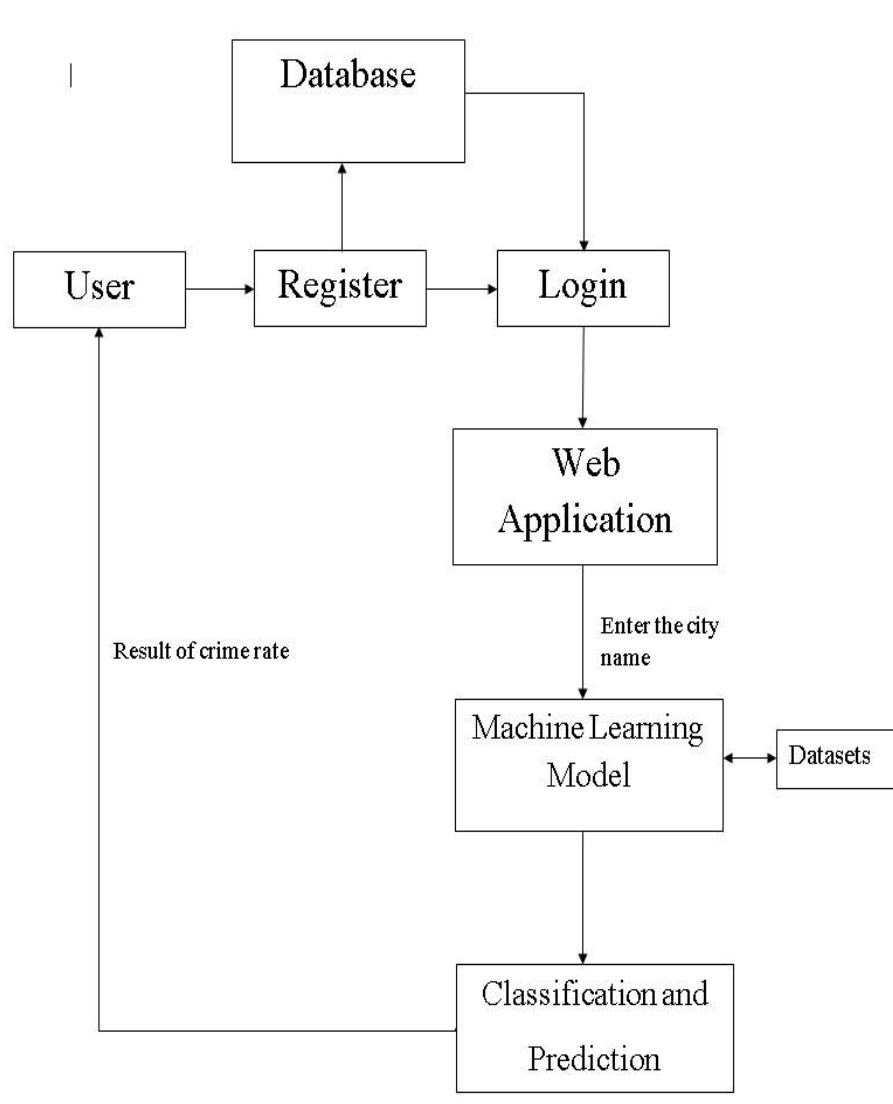 Database
User
Register
Login
Web
Application
Enter the city
name
Result of crime rate
Machine Learning
Model
Datasets
Classification and
Prediction